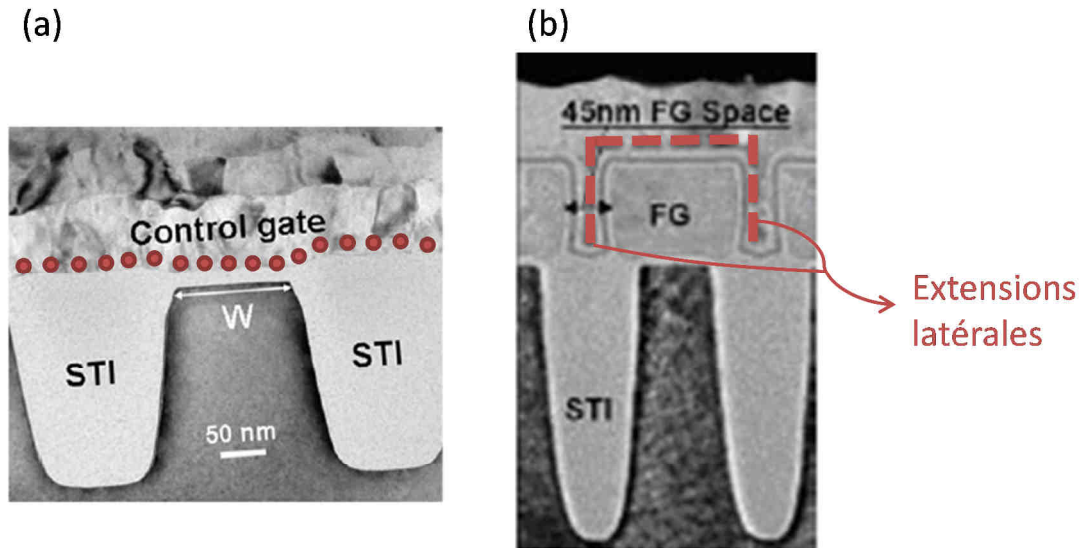 (a)
(b)
Control gate
W
STI
STI
50 nm
45nm FG Space
FG
STI
Extensions
latérales